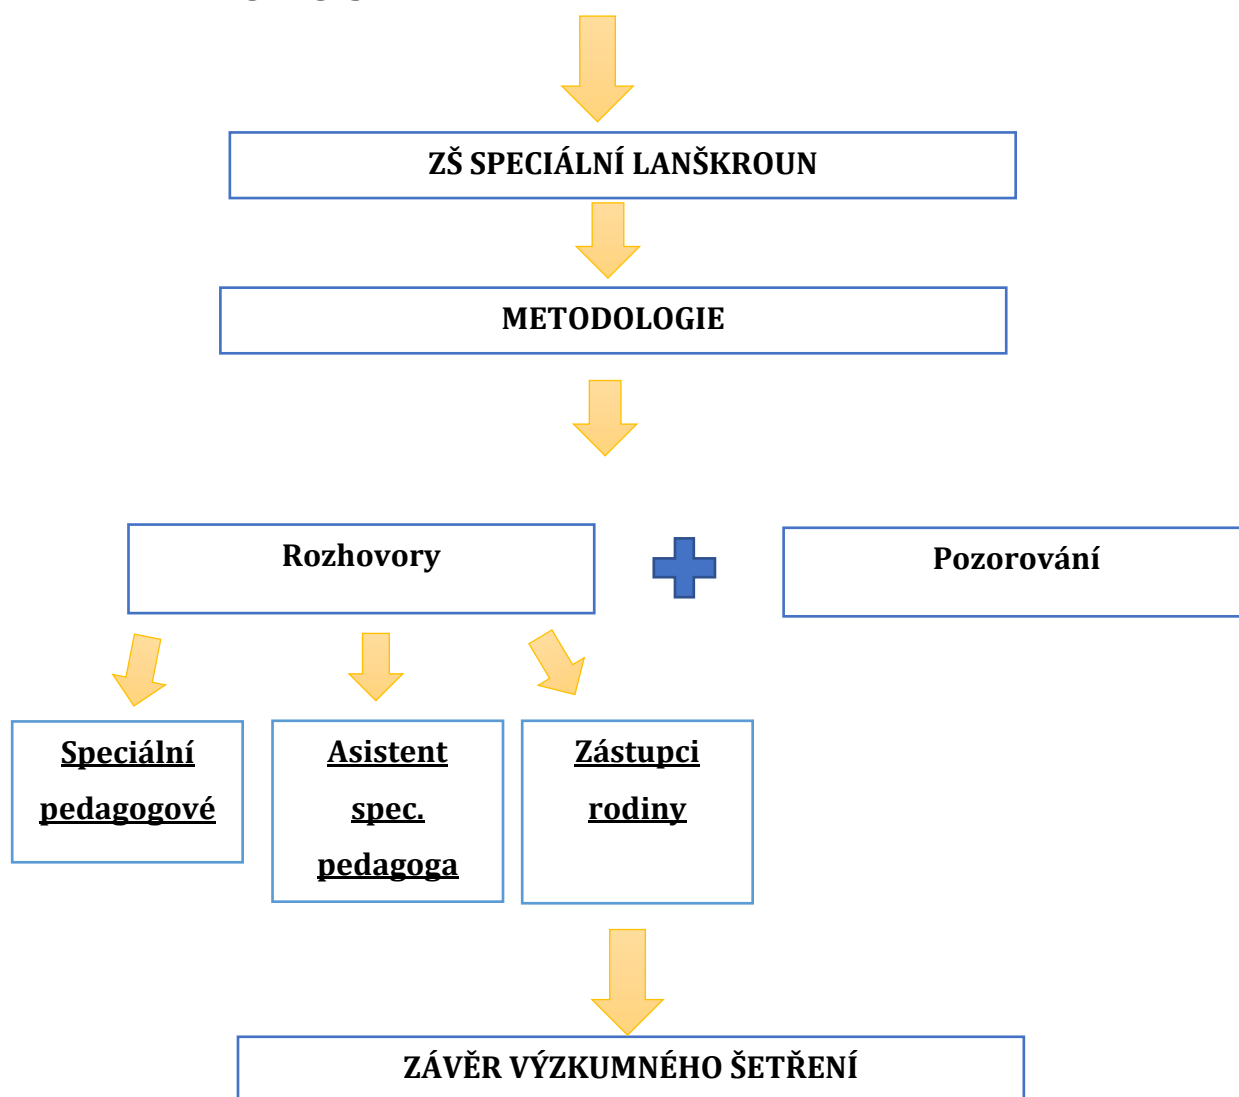 ZŠ SPECIÁLNÍ LANŠKROUN
METODOLOGIE
Rozhovory
Pozorování
Speciální
pedagogové
Asistent
spec.
pedagoga
Zástupci
rodiny
ZÁVĚR VÝZKUMNÉHO ŠETŘENÍ